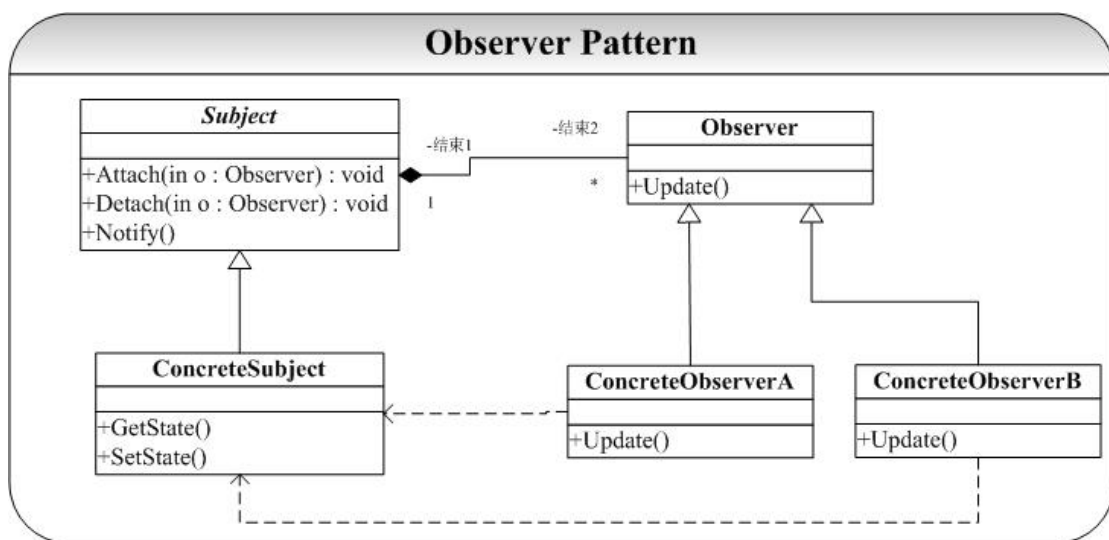 Observer Pattern
Subject
+Attach(in o : Observer) : void
+Detach(in o : Observer) : void
+Notify()
-结束1
1
-结束2
*
Observer
+Update()
ConcreteSubject
+GetState()
+SetState()
ConcreteObserverA
+Update()
ConcreteObserverB
+Update()